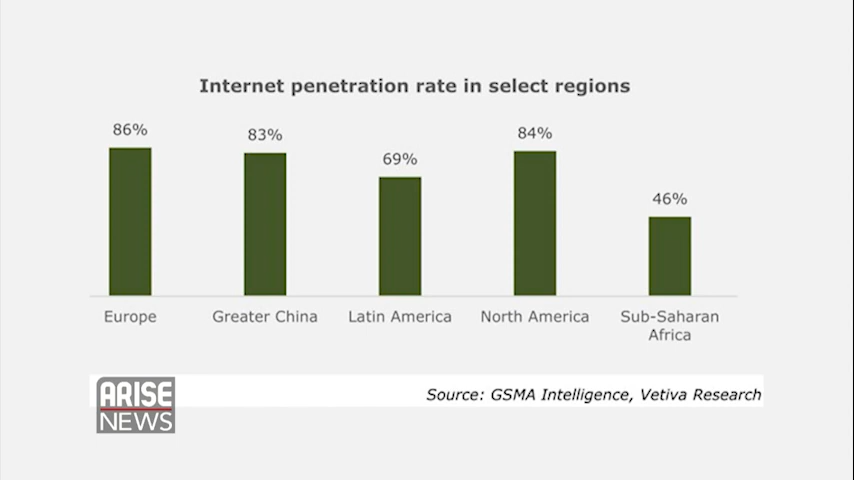 Internet penetration rate in select regions
86%
83%
69%
84%
46%
Europe
Greater China
Latin America
North America
Sub-Saharan
Africa
Source: GSMA Intelligence, Vetiva Research
ARISE
NEWS